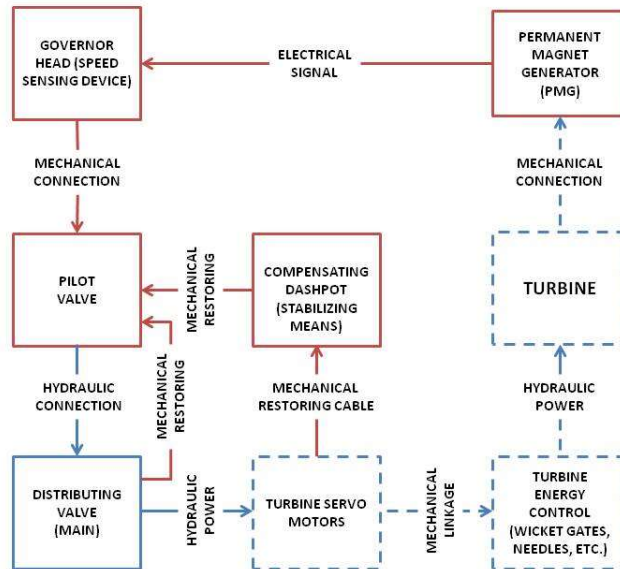 GOVERNOR
HEAD (SPEED
SENSING DEVICE)
ELECTRICAL
SIGNAL
PERMANENT
MAGNET
GENERATOR
(PMG)
MECHANICAL
CONNECTION
MECHANICAL
CONNECTION
PILOT
VALVE
MECHANICAL
RESTORING
COMPENSATING
DASHPOT
(STABILIZING
MEANS)
TURBINE
HYDRAULIC
CONNECTION
MECHANICAL
RESTORING
MECHANICAL
RESTORING CABLE
HYDRAULIC
POWER
DISTRIBUTING
VALVE
(MAIN)
HYDRAULIC
POWER
TURBINE SERVO
MOTORS
MECHANICAL
LINKAGE
TURBINE
ENERGY
CONTROL
(WICKET GATES,
NEEDLES, ETC.)